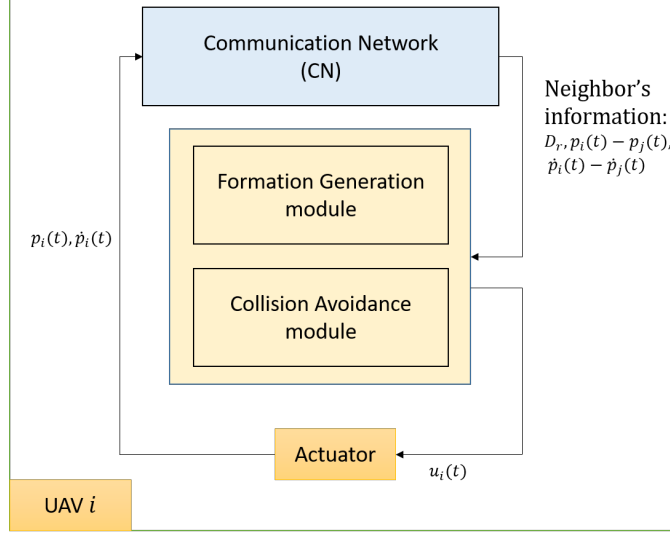 Communication Network
(CN)
Neighbor's
information:
$D_r, p_i(t) - p_j(t),$
$\dot{p}_i(t) - \dot{p}_j(t)$
Formation Generation
module
$p_i(t), \dot{p}_i(t)$
Collision Avoidance
module
Actuator
$u_i(t)$
UAV $i$